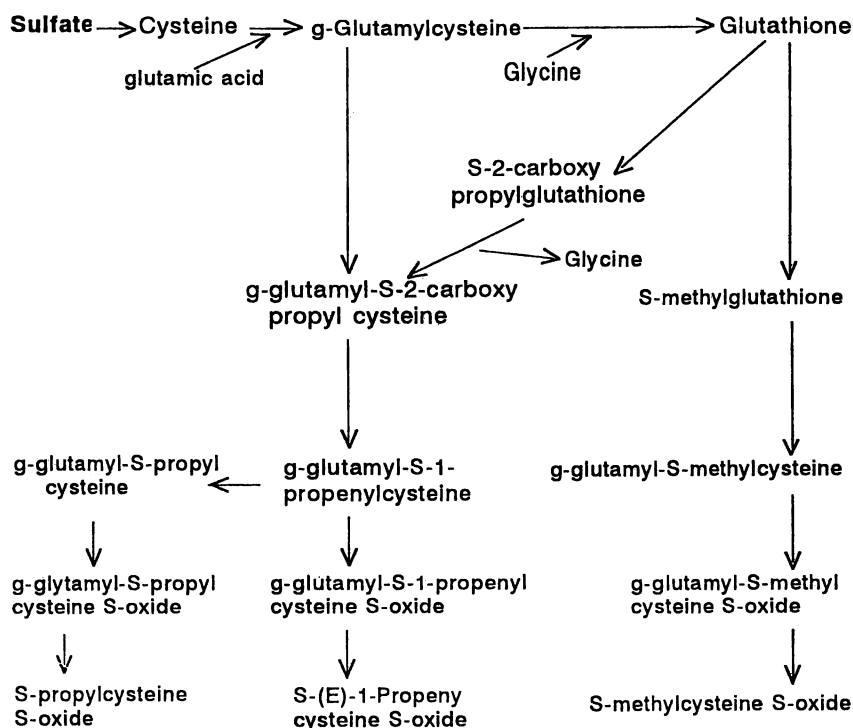 Sulfate Cysteine g-Glutamylcysteine Glutathione
glutamic acid Glycine
S-2-carboxy
propylglutathione
Glycine
g-glutamyl-S-2-carboxy
propyl cysteine
S-methylglutathione
g-glutamyl-S-propyl
cysteine
g-glutamyl-S-1-
propenylcysteine
g-glutamyl-S-methylcysteine
g-glytamyl-S-propyl
cysteine S-oxide
g-glutamyl-S-1-propenyl
cysteine S-oxide
g-glutamyl-S-methyl
cysteine S-oxide
S-propylcysteine
S-oxide
S-(E)-1-Propeny
cysteine S-oxide
S-methylcysteine S-oxide